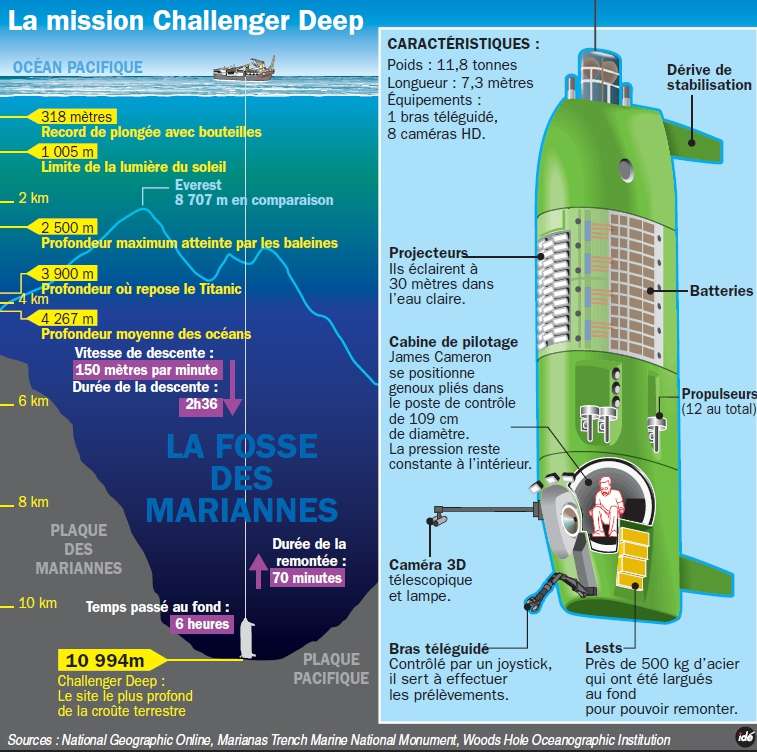 La mission Challenger Deep
OCÉAN PACIFIQUE
318 mètres
Record de plongée avec bouteilles
1 005 m
Limite de la lumière du soleil
Everest
8 707 m en comparaison
2 km
2 500 m
Profondeur maximum atteinte par les baleines
3 900 m
Profondeur où repose le Titanic
4 km
4 267 m
Profondeur moyenne des océans
Vitesse de descente :
150 mètres par minute
Durée de la descente :
2h36
6 km
LA FOSSE
DES
MARIANNES
8 km
PLAQUE
DES
MARIANNES
Durée de la
remontée :
70 minutes
10 km
Temps passé au fond :
6 heures
10 994m
Challenger Deep :
Le site le plus profond
de la croûte terrestre
PLAQUE
PACIFIQUE
CARACTÉRISTIQUES :
Poids : 11,8 tonnes
Longueur : 7,3 mètres
Équipements :
1 bras téléguidé,
8 caméras HD.
Dérive de
stabilisation
Projecteurs
Ils éclairent à
30 mètres dans
l'eau claire.
Batteries
Cabine de pilotage
James Cameron
se positionne
genoux pliés dans
le poste de contrôle
de 109 cm
de diamètre.
La pression reste
constante à l'intérieur.
Propulseurs
(12 au total)
Caméra 3D
télescopique
et lampe.
Bras téléguidé
Contrôlé par un joystick,
il sert à effectuer
les prélèvements.
Lests
Près de 500 kg d'acier
qui ont été largués
au fond
pour pouvoir remonter.
Sources : National Geographic Online, Marianas Trench Marine National Monument, Woods Hole Oceanographic Institution
idé